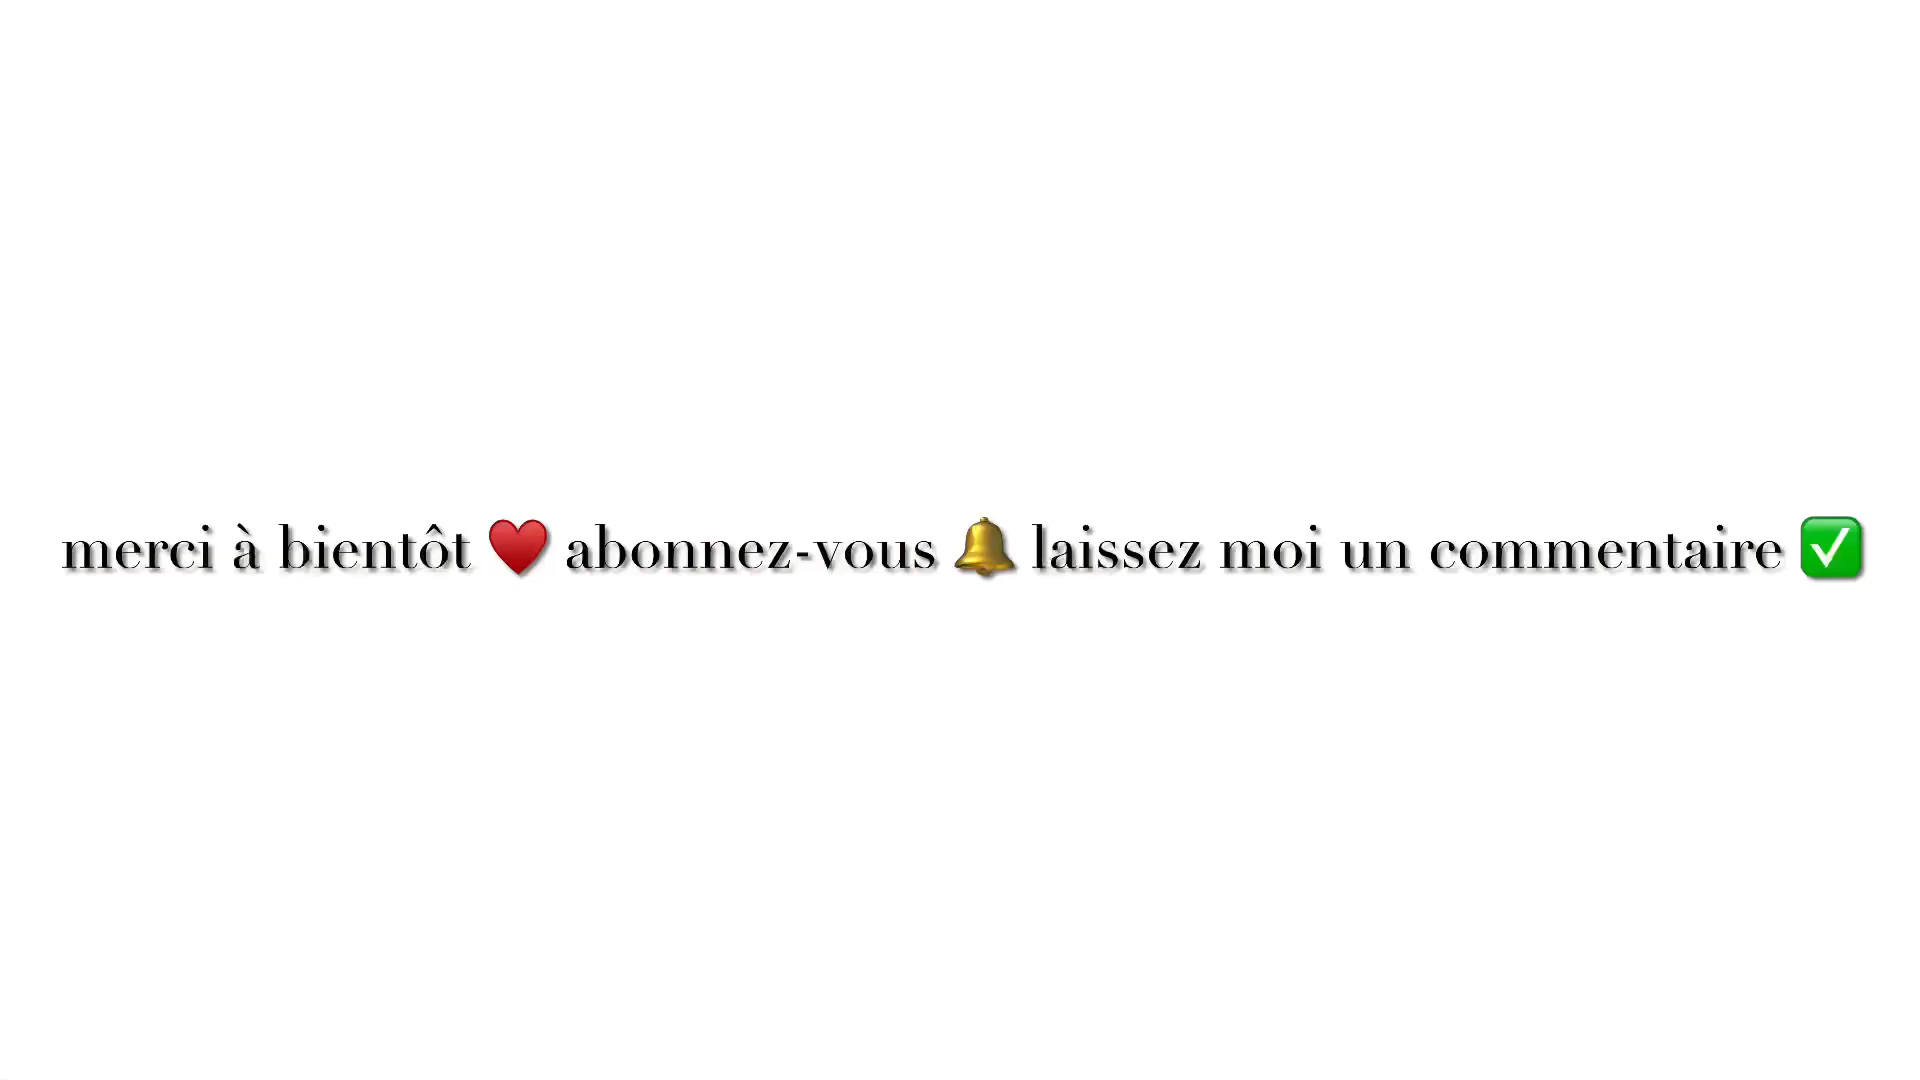 merci à bientôt ♥️ abonnez-vous 🔔 laissez moi un commentaire ✅